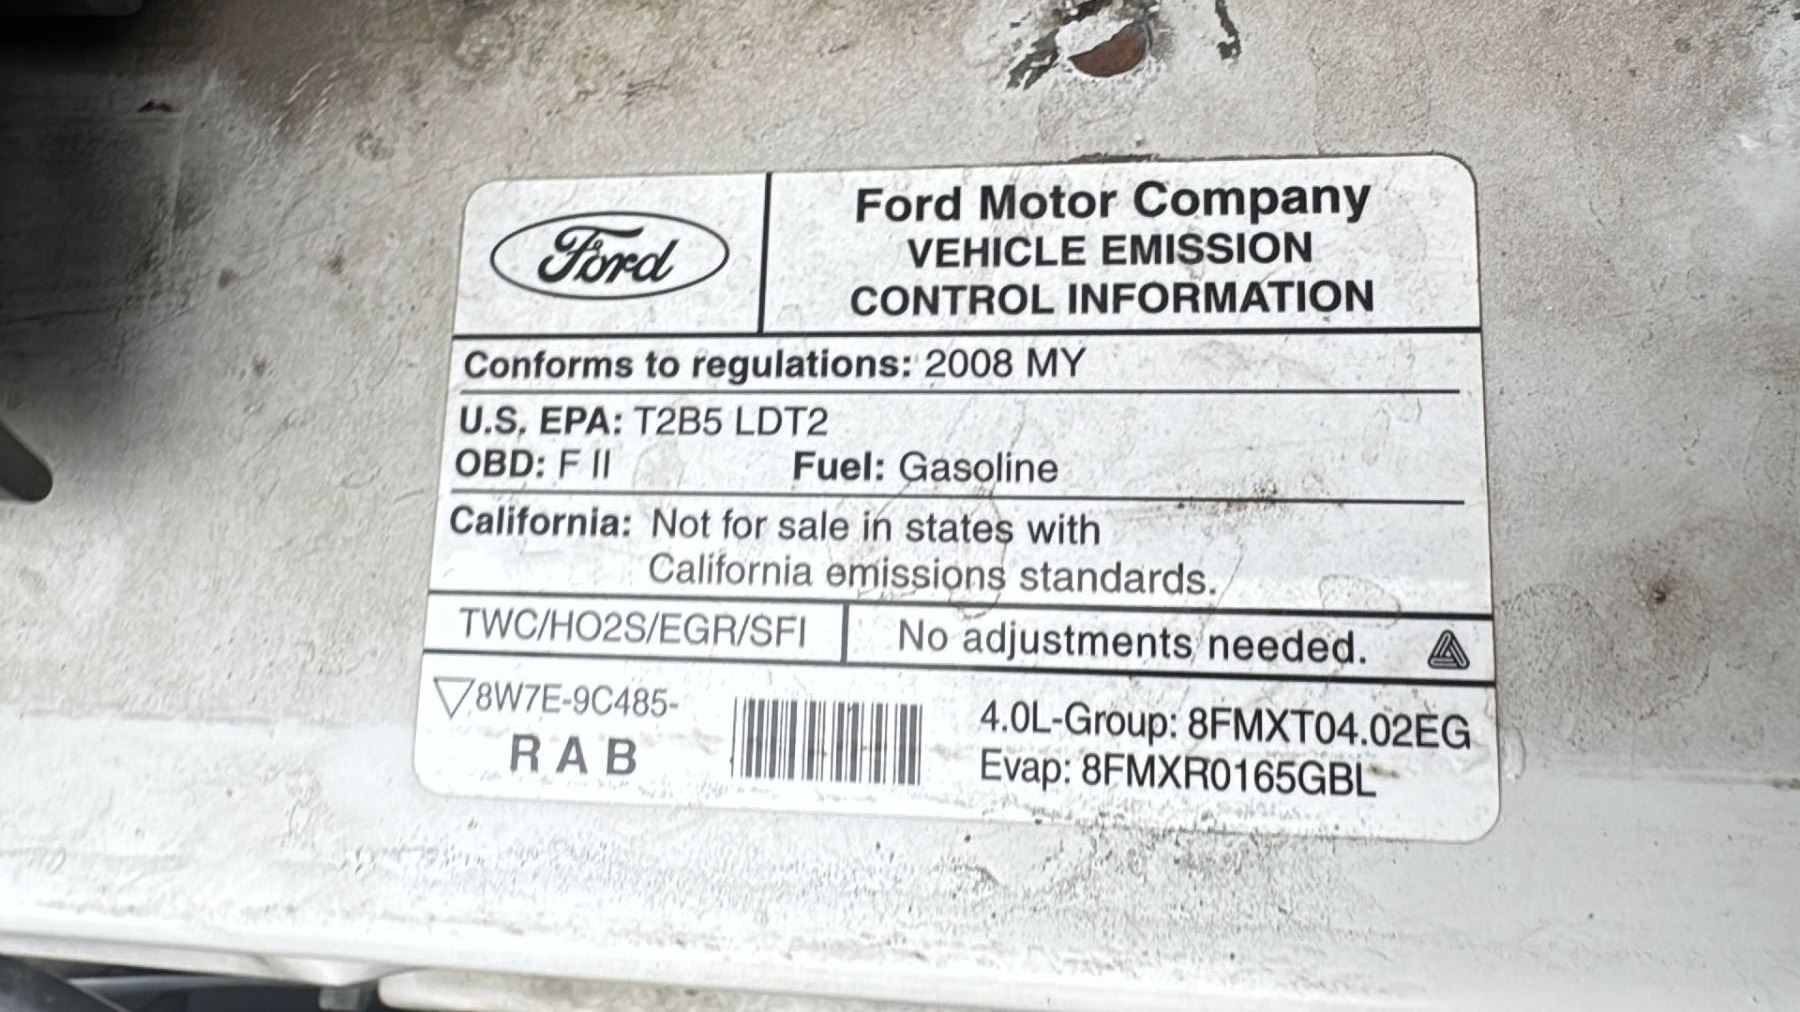 Ford
Ford Motor Company
VEHICLE EMISSION
CONTROL INFORMATION
Conforms to regulations: 2008 MY
U.S. EPA: T2B5 LDT2
OBD: F II Fuel: Gasoline
California: Not for sale in states with
California emissions standards.
TWC/HO2S/EGR/SFI No adjustments needed.
8W7E-9C485-
R A B
4.0L-Group: 8FMXT04.02EG
Evap: 8FMXR0165GBL